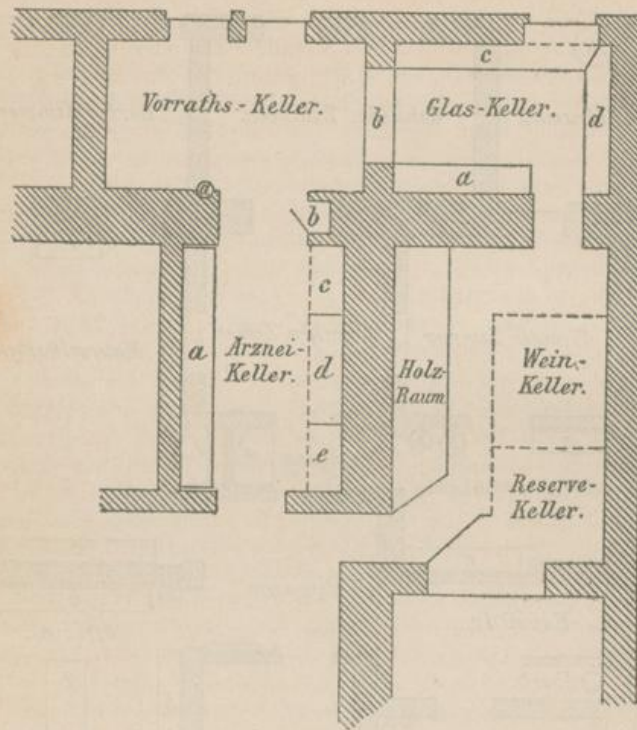 c
Vorraths-Keller.
b
Glas-Keller.
d
a
a
b
c
a
Arznei-
Keller.
d
e
Holz-
Raum
Wein-
Keller.
Reserve-
Keller.